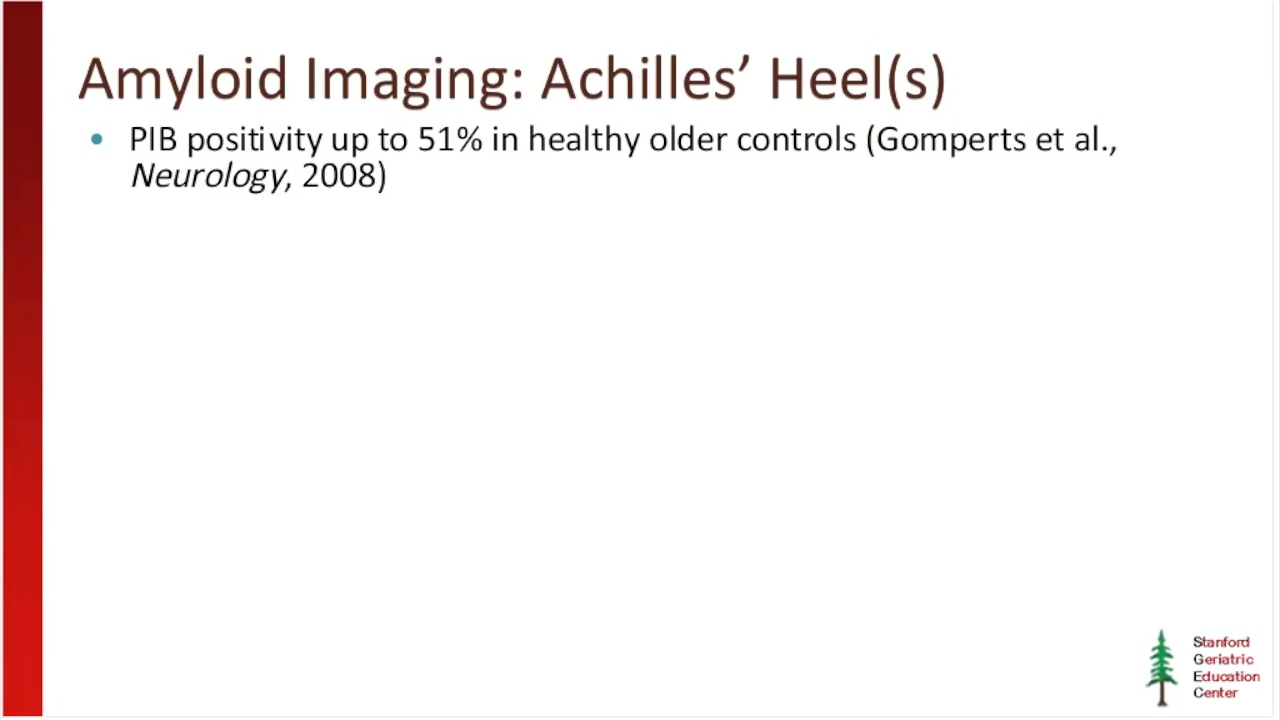 Amyloid Imaging: Achilles’ Heel(s)
• PIB positivity up to 51% in healthy older controls (Gomperts et al.,
Neurology, 2008)
Stanford
Geriatric
Education
Center